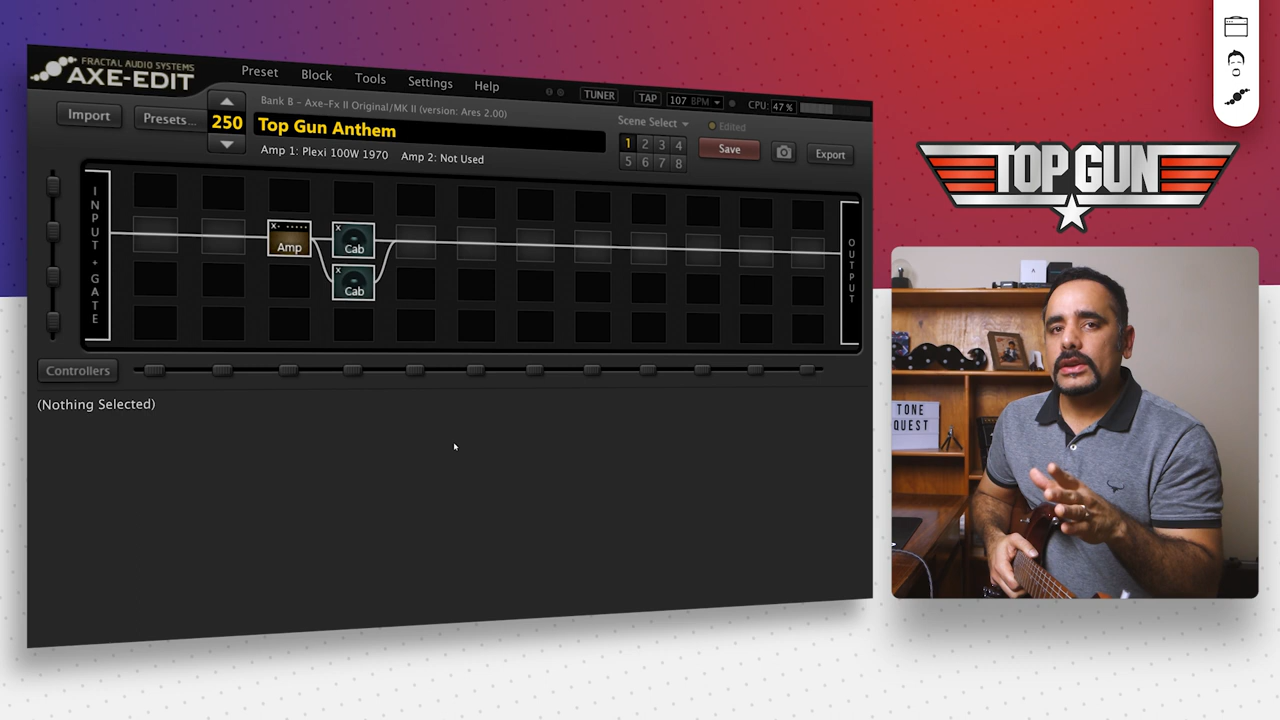 FRACTAL AUDIO SYSTEMS
AXE-EDIT
Preset Block Tools Settings Help
TUNER TAP 107 BPM CPU: 47 %
Import Presets... 250
Bank B – Axe-Fx II Original/MK II (version: Ares 2.00)
Top Gun Anthem
Amp 1: Plexi 100W 1970 Amp 2: Not Used
Scene Select
Edited
1 2 3 4
5 6 7 8
Save
Export
INPUT + GATE
Amp
Cab
Cab
OUTPUT
Controllers
(Nothing Selected)
TOP GUN
TONE
QUEST